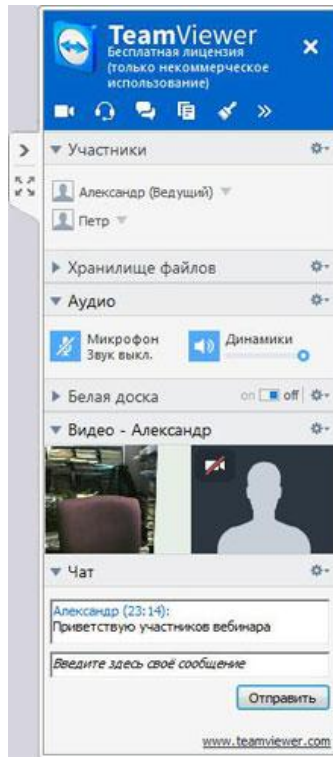 TeamViewer
Бесплатная лицензия
(только некоммерческое
использование)
Участники
Александр (Ведущий)
Петр
Хранилище файлов
Аудио
Микрофон
Звук выкл.
Динамики
Белая доска
on off
Видео - Александр
Чат
Александр (23:14):
Приветствую участников вебинара
Введите здесь своё сообщение
Отправить
www.teamviewer.com